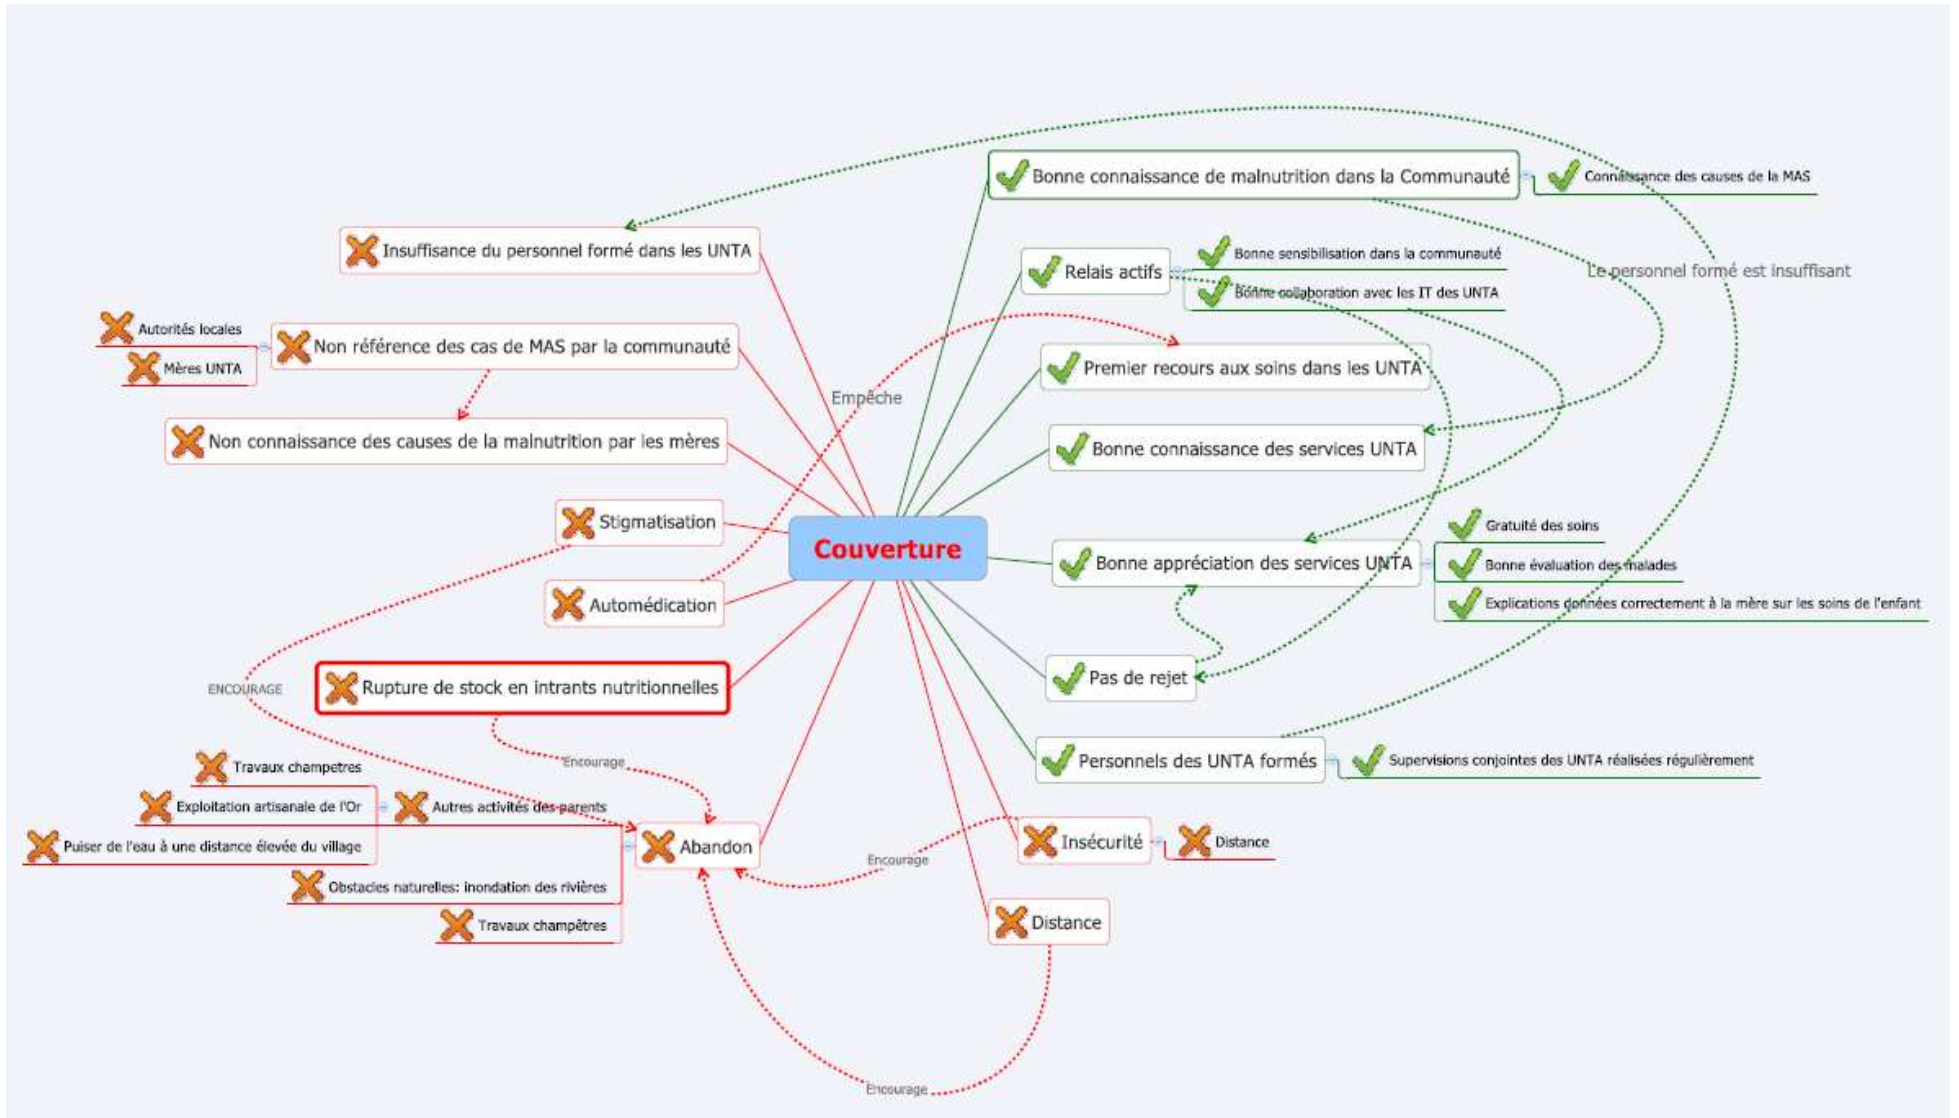 Bonne connaissance de malnutrition dans la Communauté
Connaissance des causes de la MAS
Insuffisance du personnel formé dans les UNTA
Relais actifs
Bonne sensibilisation dans la communauté
Bonne collaboration avec les IT des UNTA
Le personnel formé est insuffisant
Autorités locales
Mères UNTA
Non référence des cas de MAS par la communauté
Premier recours aux soins dans les UNTA
Empêche
Non connaissance des causes de la malnutrition par les mères
Bonne connaissance des services UNTA
Stigmatisation
Couverture
Bonne appréciation des services UNTA
Gratuité des soins
Bonne évaluation des malades
Explications données correctement à la mère sur les soins de l'enfant
Automédication
Rupture de stock en intrants nutritionnelles
ENCOURAGE
Pas de rejet
Personnels des UNTA formés
Supervisions conjointes des UNTA réalisées régulièrement
Encourage
Travaux champetres
Exploitation artisanale de l'Or
Puiser de l'eau à une distance élevée du village
Autres activités des parents
Abandon
Obstacles naturelles: inondation des rivières
Travaux champêtres
Encourage
Insécurité
Distance
Distance
Encourage